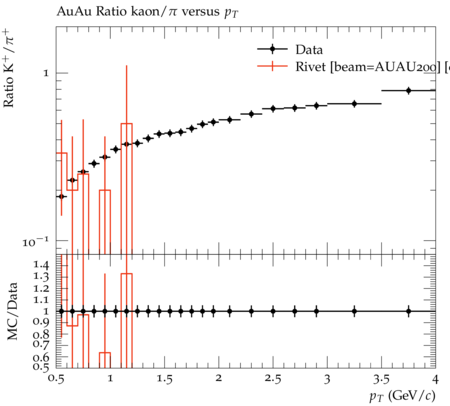 AuAu Ratio kaon/π versus p_T
Ratio K⁺/π⁺
1
10⁻¹
Data
Rivet [beam=AUAU200] [
MC/Data
1.4
1.3
1.2
1.1
1
0.9
0.8
0.7
0.6
0.5
0.5 1 1.5 2 2.5 3 3.5 4
p_T (GeV/c)